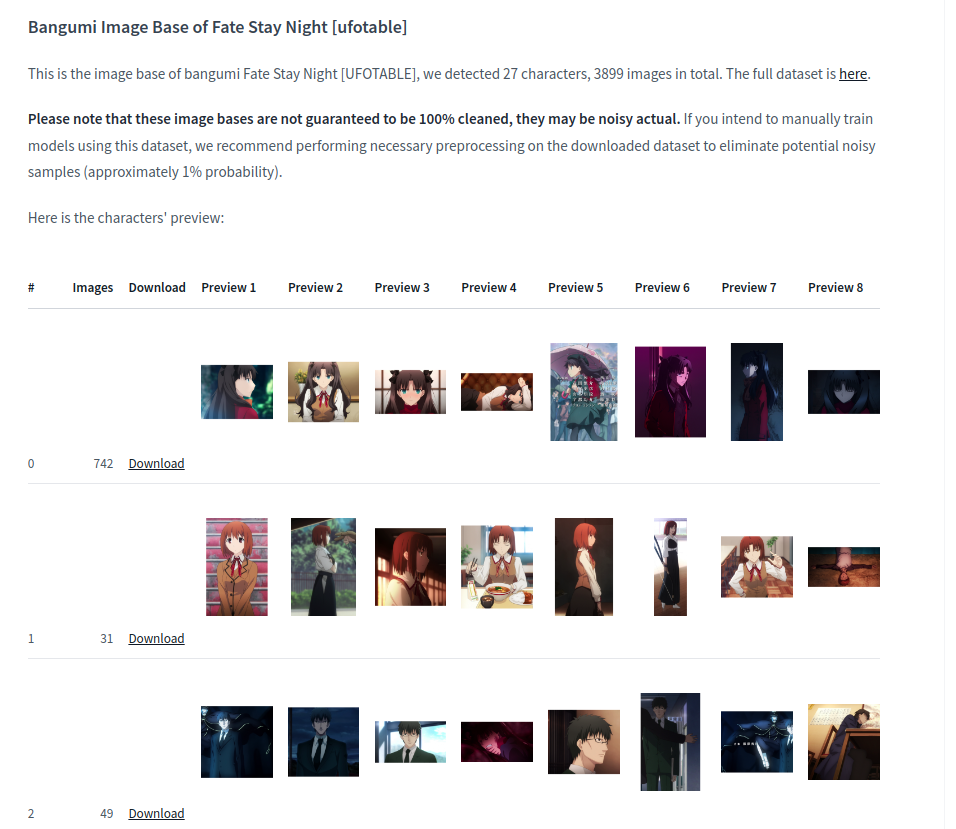 Bangumi Image Base of Fate Stay Night [ufotable]
This is the image base of bangumi Fate Stay Night [UFOTABLE], we detected 27 characters, 3899 images in total. The full dataset is here.
Please note that these image bases are not guaranteed to be 100% cleaned, they may be noisy actual. If you intend to manually train
models using this dataset, we recommend performing necessary preprocessing on the downloaded dataset to eliminate potential noisy
samples (approximately 1% probability).
Here is the characters' preview:
# Images Download Preview 1 Preview 2 Preview 3 Preview 4 Preview 5 Preview 6 Preview 7 Preview 8
0 742 Download
1 31 Download
2 49 Download